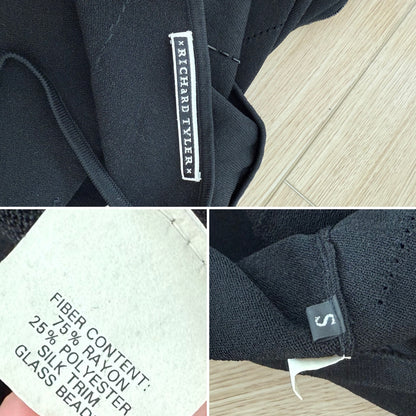 × RICHaRD TYLER ×
FIBER CONTENT:
75% RAYON
25% POLYESTER
SILK TRIM
GLASS BEAD
S